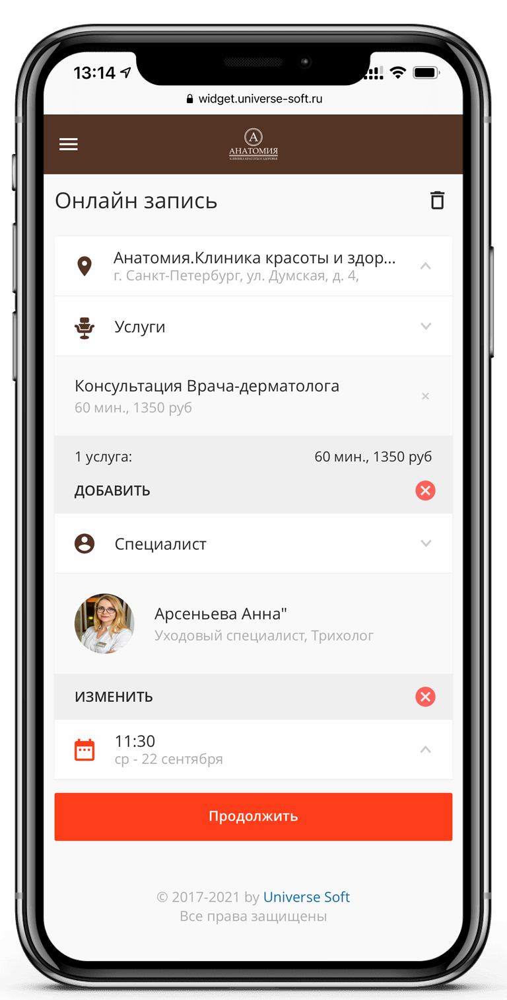 13:14
widget.universe-soft.ru
А
АНАТОМИЯ
КЛИНИКА КРАСОТЫ И ЗДОРОВЬЯ
Онлайн запись
Анатомия.Клиника красоты и здор...
г. Санкт-Петербург, ул. Думская, д. 4,
Услуги
Консультация Врача-дерматолога
60 мин., 1350 руб
1 услуга: 60 мин., 1350 руб
ДОБАВИТЬ
Специалист
Арсеньева Анна"
Уходовый специалист, Трихолог
ИЗМЕНИТЬ
11:30
ср - 22 сентября
Продолжить
© 2017-2021 by Universe Soft
Все права защищены